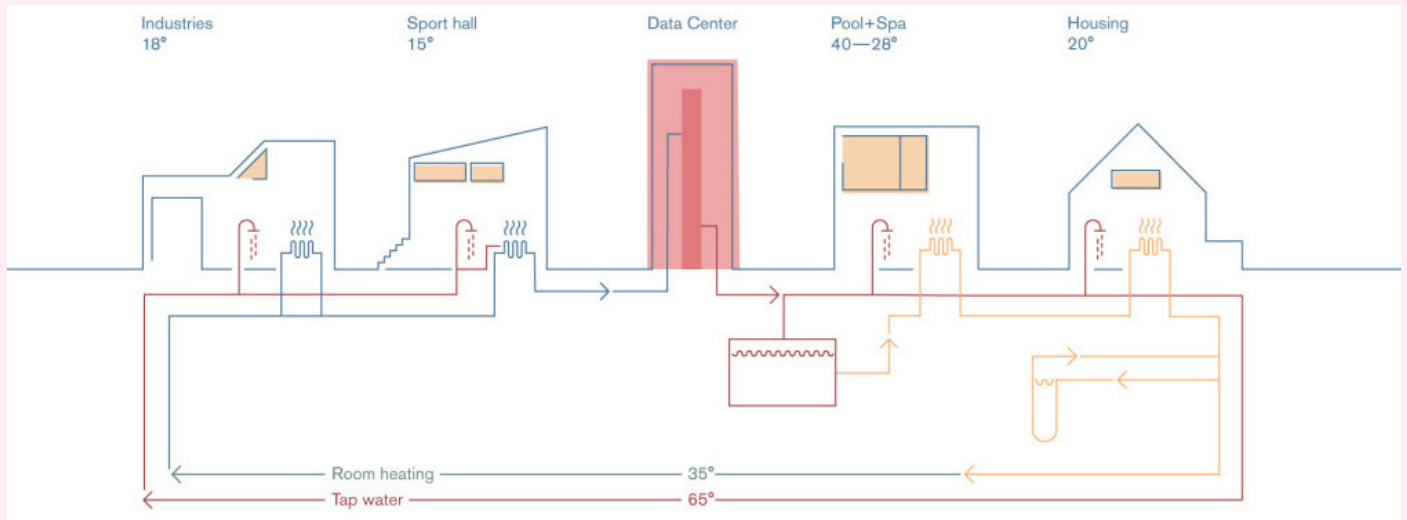 Industries
18°
Sport hall
15°
Data Center
Pool+Spa
40—28°
Housing
20°
Room heating
35°
Tap water
65°